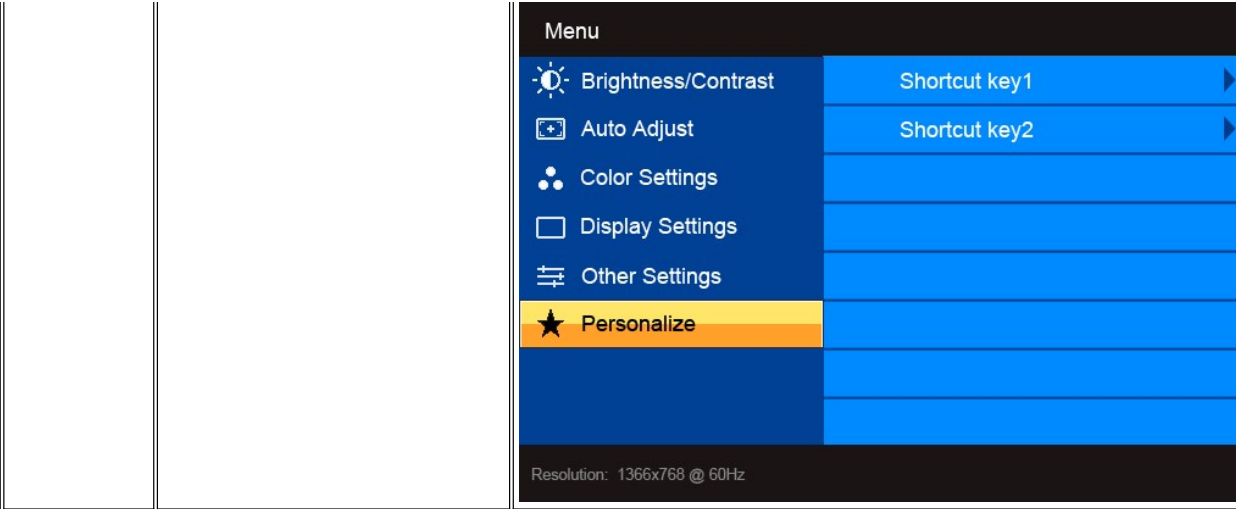 Menu
Brightness/Contrast
Auto Adjust
Color Settings
Display Settings
Other Settings
Personalize
Shortcut key1
Shortcut key2
Resolution: 1366x768 @ 60Hz